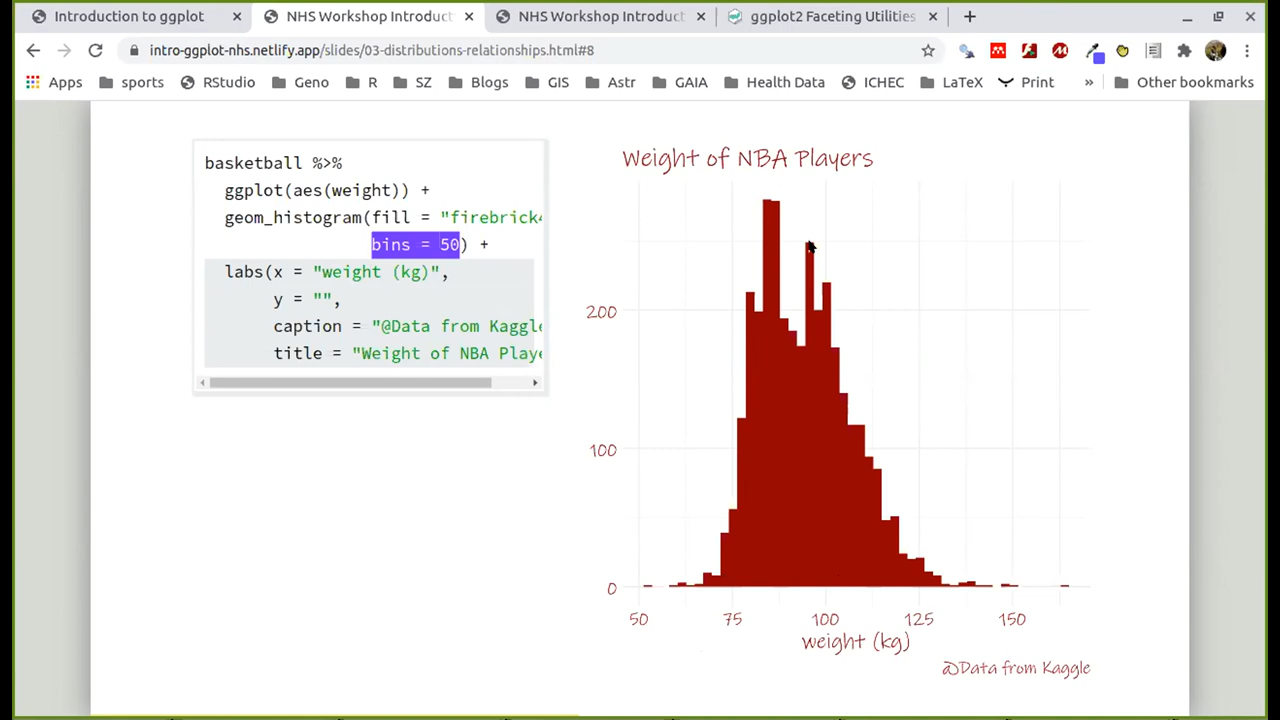 Introduction to ggplot
NHS Workshop Introduct
NHS Workshop Introduct
ggplot2 Faceting Utilities
intro-ggplot-nhs.netlify.app/slides/03-distributions-relationships.html#8
Apps
sports
RStudio
Geno
R
SZ
Blogs
GIS
Astr
GAIA
Health Data
ICHEC
LaTeX
Print
»
Other bookmarks
basketball %>%
ggplot(aes(weight)) +
geom_histogram(fill = "firebrick4
bins = 50) +
labs(x = "weight (kg)",
y = "",
caption = "@Data from Kaggle
title = "Weight of NBA Playe
Weight of NBA Players
200
100
0
50 75 100 125 150
weight (kg)
@Data from Kaggle